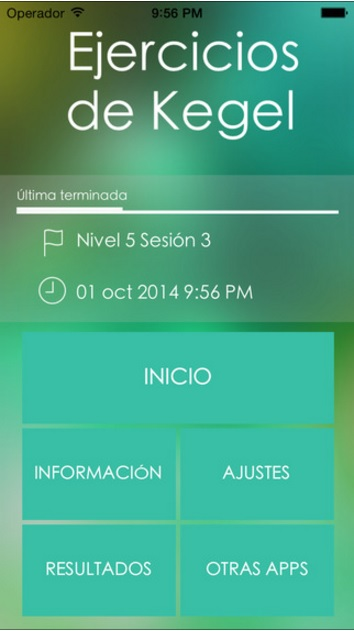 Operador 9:56 PM
Ejercicios
de Kegel
última terminada
Nivel 5 Sesión 3
01 oct 2014 9:56 PM
INICIO
INFORMACIÓN AJUSTES
RESULTADOS OTRAS APPS